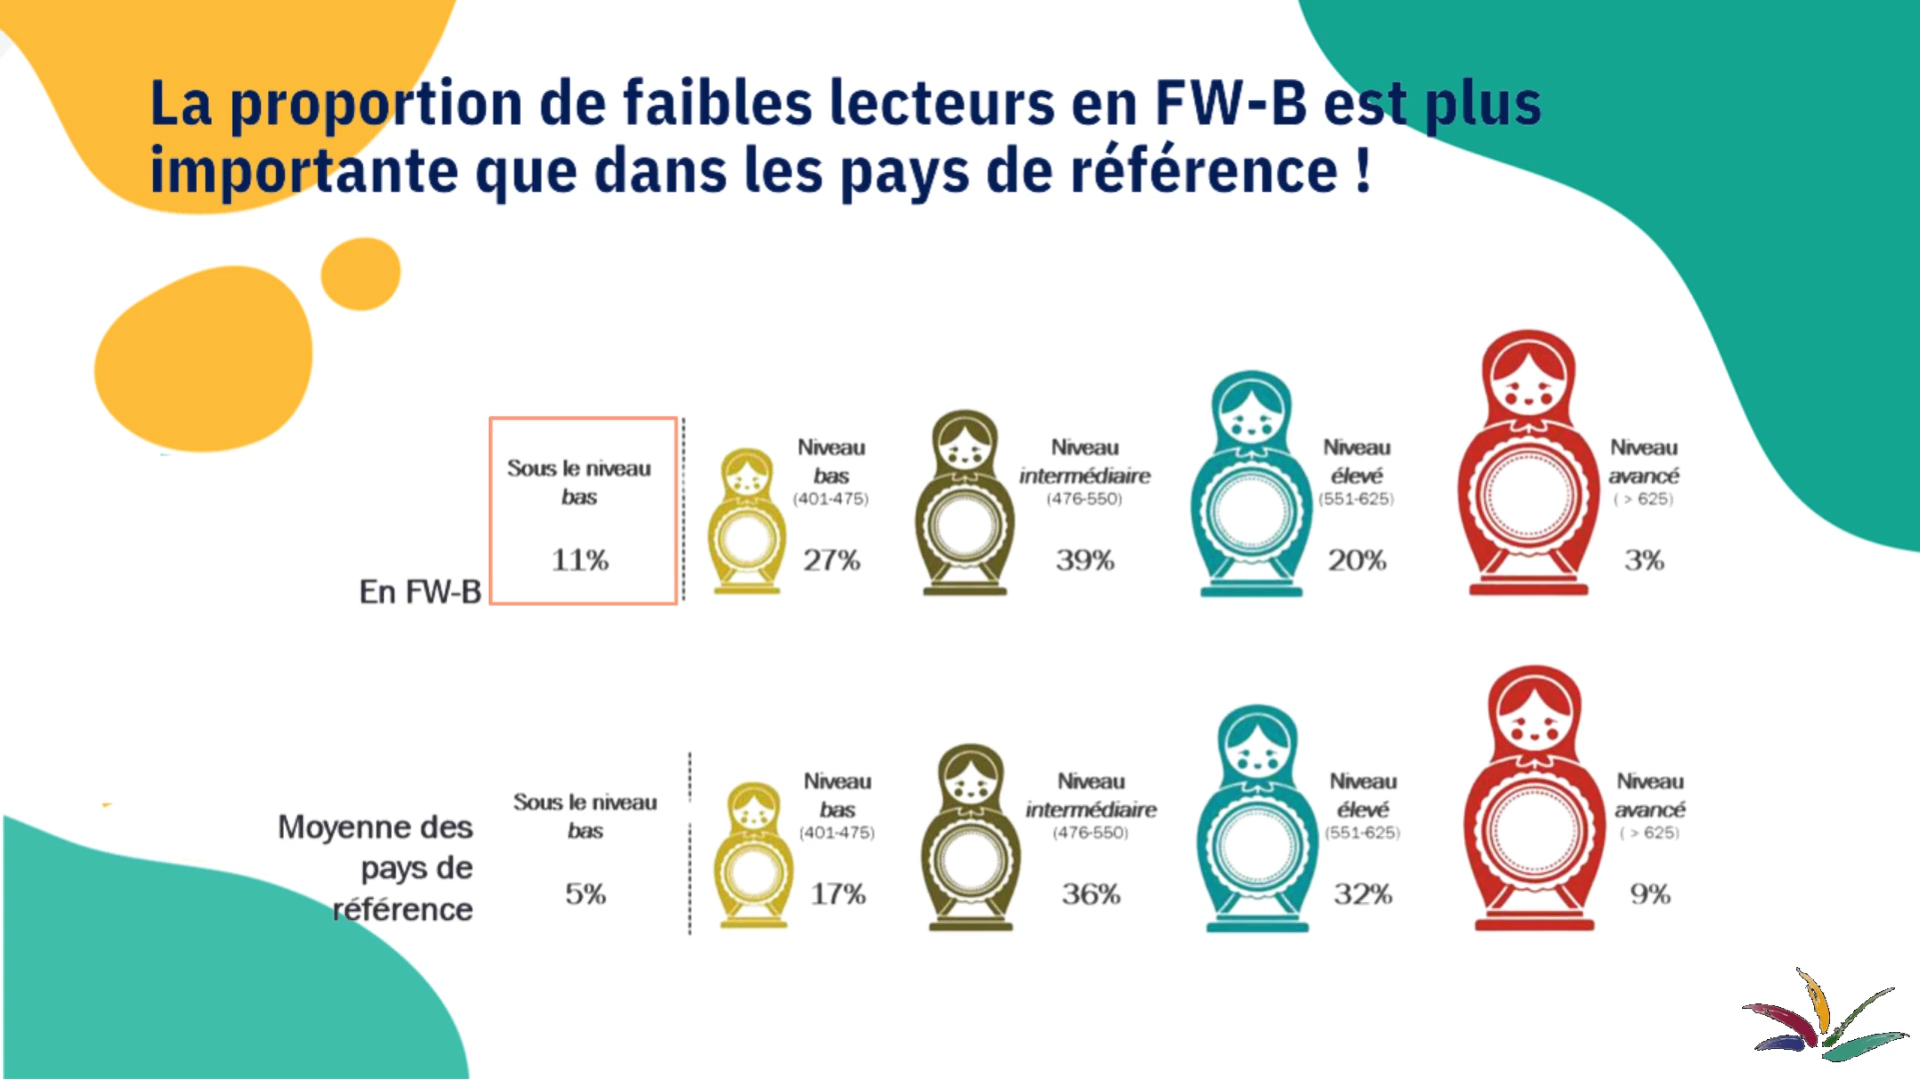 La proportion de faibles lecteurs en FW-B est plus
importante que dans les pays de référence !
En FW-B
Sous le niveau
bas
11%
Niveau
bas
(401-475)
27%
Niveau
intermédiaire
(476-550)
39%
Niveau
élevé
(551-625)
20%
Niveau
avancé
( > 625)
3%
Moyenne des
pays de
référence
Sous le niveau
bas
5%
Niveau
bas
(401-475)
17%
Niveau
intermédiaire
(476-550)
36%
Niveau
élevé
(551-625)
32%
Niveau
avancé
( > 625)
9%